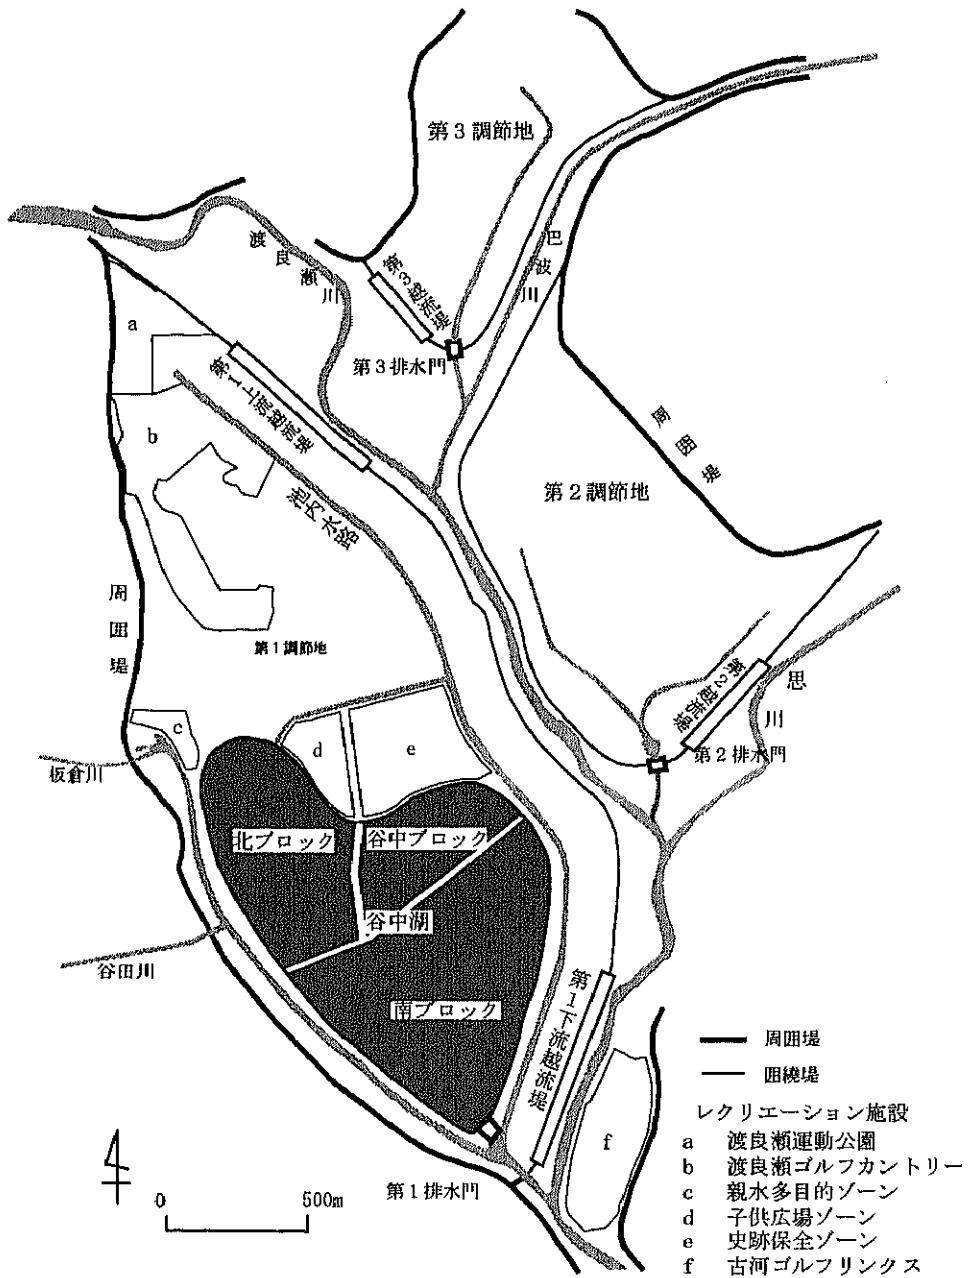 第3調節地
渡良瀬川
巴波川
第3越流堤
第3排水門
a
第1上流越流堤
b
周囲堤
第2調節地
池内水路
周囲堤
第1調節地
第2越流堤
思川
c
d
e
第2排水門
板倉川
北ブロック
谷中ブロック
谷中湖
谷田川
南ブロック
第1下流越流堤
f
第1排水門
0
500m
周囲堤
囲繞堤
レクリエーション施設
a 渡良瀬運動公園
b 渡良瀬ゴルフカントリー
c 親水多目的ゾーン
d 子供広場ゾーン
e 史跡保全ゾーン
f 古河ゴルフリンクス